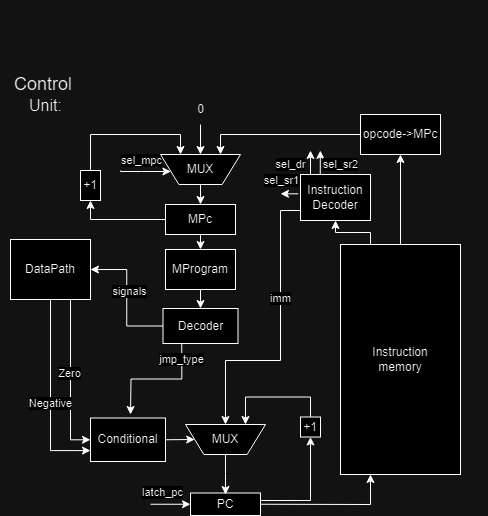 Control
Unit:
0
opcode->MPc
sel_mpc
MUX
sel_dr
sel_sr2
sel_sr1
+1
Instruction
Decoder
MPc
DataPath
MProgram
signals
imm
Decoder
Instruction
memory
jmp_type
Zero
Negative
Conditional
MUX
+1
latch_pc
PC